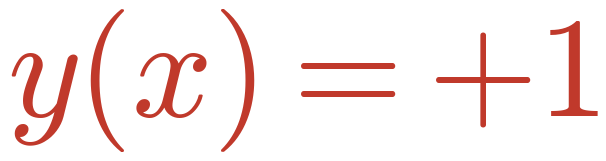 y(x) = +1